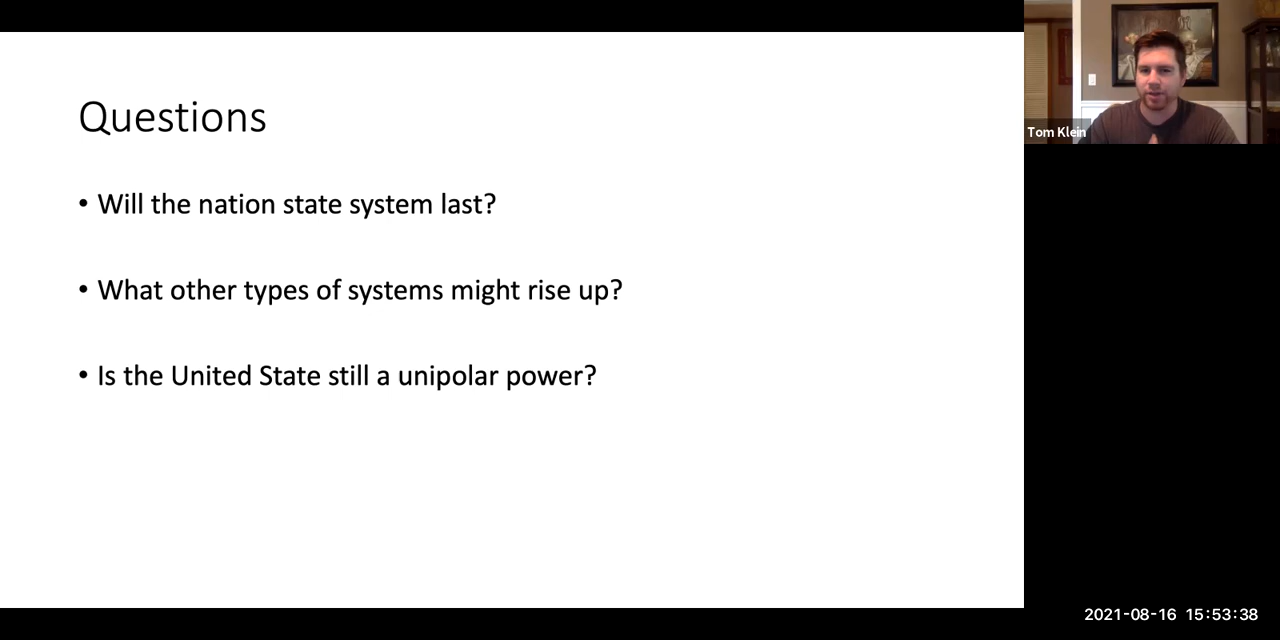 Questions
• Will the nation state system last?
• What other types of systems might rise up?
• Is the United State still a unipolar power?
Tom Klein
2021-08-16 15:53:38